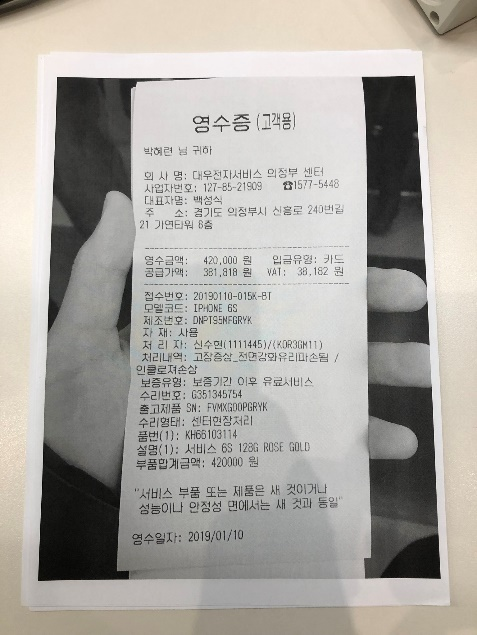 영수증(고객용)
박혜련 님 귀하
의 사 명: 대우전자서비스 의정부 센터
사업자번호: 127-85-21909 ☎1577-5448
대표자명: 백성식
주 소: 경기도 의정부시 신흥로 240번길
21 가연타워 6층
영수금액: 420,000 원 입금유형: 카드
공급가액: 381,818 원 VAT: 38,182 원
접수번호: 20190110-015K-BT
모델코드: IPHONE 6S
제조번호: DNPT95MFGRYK
자 재: 사용
처 리 자: 신수현(1111445)/(KOR3GM11)
처리내역: 고장증상_전면강화유리파손됨 /
인클로져손상
보증유형: 보증기간 이후 유료서비스
수리번호: G351345754
출고제품 SN: FVMXG00PGRYK
수리형태: 센터현장처리
품번(1): KH66103114
설명(1): 서비스 6S 128G ROSE GOLD
부품합계금액: 420000 원
"서비스 부품 또는 제품은 새 것이거나
성능이나 안정성 면에서는 새 것과 동일"
영수일자: 2019/01/10